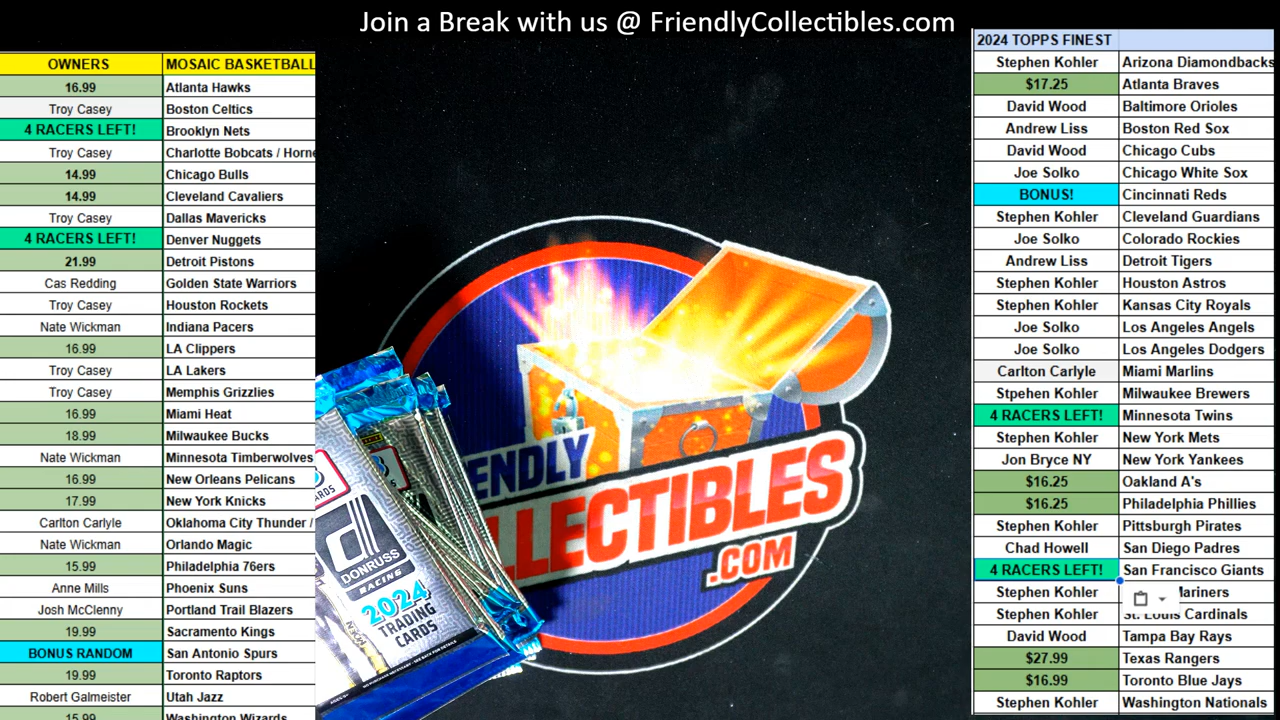 Join a Break with us @ FriendlyCollectibles.com
OWNERS MOSAIC BASKETBALL
16.99 Atlanta Hawks
Troy Casey Boston Celtics
4 RACERS LEFT! Brooklyn Nets
Troy Casey Charlotte Bobcats / Horne
14.99 Chicago Bulls
14.99 Cleveland Cavaliers
Troy Casey Dallas Mavericks
4 RACERS LEFT! Denver Nuggets
21.99 Detroit Pistons
Cas Redding Golden State Warriors
Troy Casey Houston Rockets
Nate Wickman Indiana Pacers
16.99 LA Clippers
Troy Casey LA Lakers
Troy Casey Memphis Grizzlies
16.99 Miami Heat
18.99 Milwaukee Bucks
Nate Wickman Minnesota Timberwolves
16.99 New Orleans Pelicans
17.99 New York Knicks
Carlton Carlyle Oklahoma City Thunder /
Nate Wickman Orlando Magic
15.99 Philadelphia 76ers
Anne Mills Phoenix Suns
Josh McClenny Portland Trail Blazers
19.99 Sacramento Kings
BONUS RANDOM San Antonio Spurs
19.99 Toronto Raptors
Robert Galmeister Utah Jazz
15.99 Washington Wizards
ENDLY
LLECTIBLES
.COM
DONRUSS
RACING
2024
TRADING
CARDS
2024 TOPPS FINEST
Stephen Kohler Arizona Diamondbacks
$17.25 Atlanta Braves
David Wood Baltimore Orioles
Andrew Liss Boston Red Sox
David Wood Chicago Cubs
Joe Solko Chicago White Sox
BONUS! Cincinnati Reds
Stephen Kohler Cleveland Guardians
Joe Solko Colorado Rockies
Andrew Liss Detroit Tigers
Stephen Kohler Houston Astros
Stephen Kohler Kansas City Royals
Joe Solko Los Angeles Angels
Joe Solko Los Angeles Dodgers
Carlton Carlyle Miami Marlins
Stpehen Kohler Milwaukee Brewers
4 RACERS LEFT! Minnesota Twins
Stephen Kohler New York Mets
Jon Bryce NY New York Yankees
$16.25 Oakland A's
$16.25 Philadelphia Phillies
Stephen Kohler Pittsburgh Pirates
Chad Howell San Diego Padres
4 RACERS LEFT! San Francisco Giants
Stephen Kohler Mariners
Stephen Kohler St. Louis Cardinals
David Wood Tampa Bay Rays
$27.99 Texas Rangers
$16.99 Toronto Blue Jays
Stephen Kohler Washington Nationals